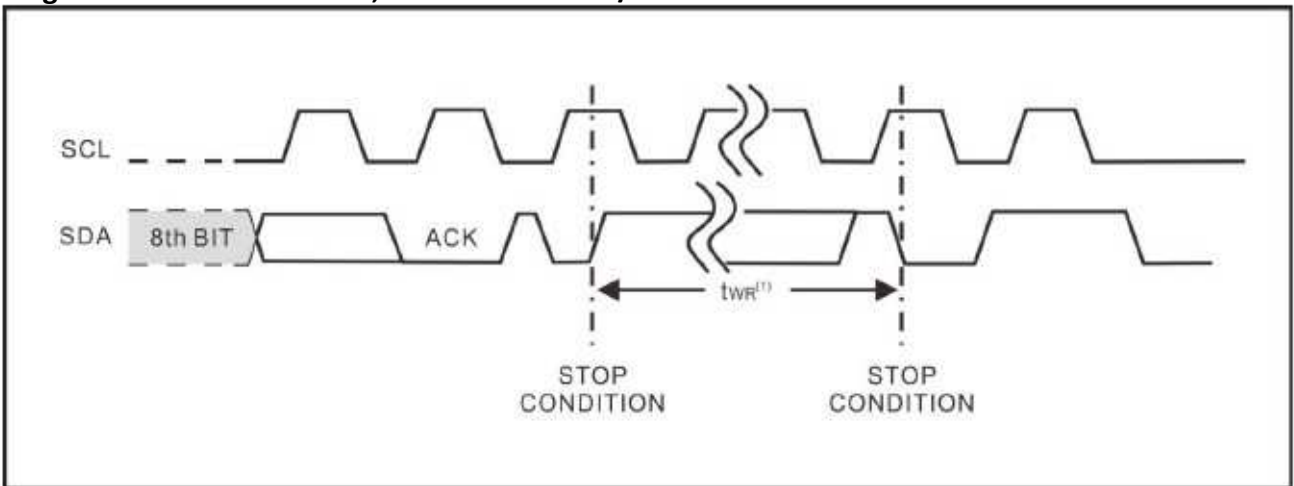 SCL
SDA 8th BIT ACK
tWR(1)
STOP STOP
CONDITION CONDITION